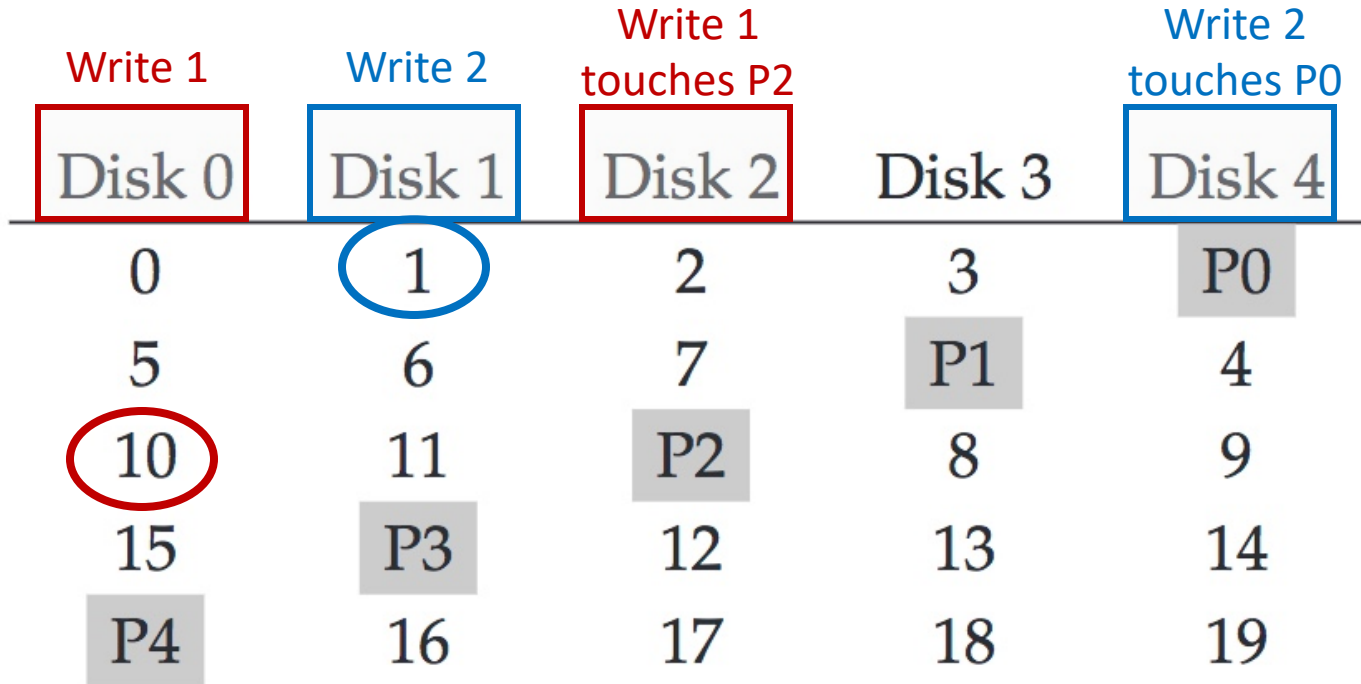 Write 1
Write 2
Write 1
touches P2
Write 2
touches P0
Disk 0 Disk 1 Disk 2 Disk 3 Disk 4
0 1 2 3 P0
5 6 7 P1 4
10 11 P2 8 9
15 P3 12 13 14
P4 16 17 18 19